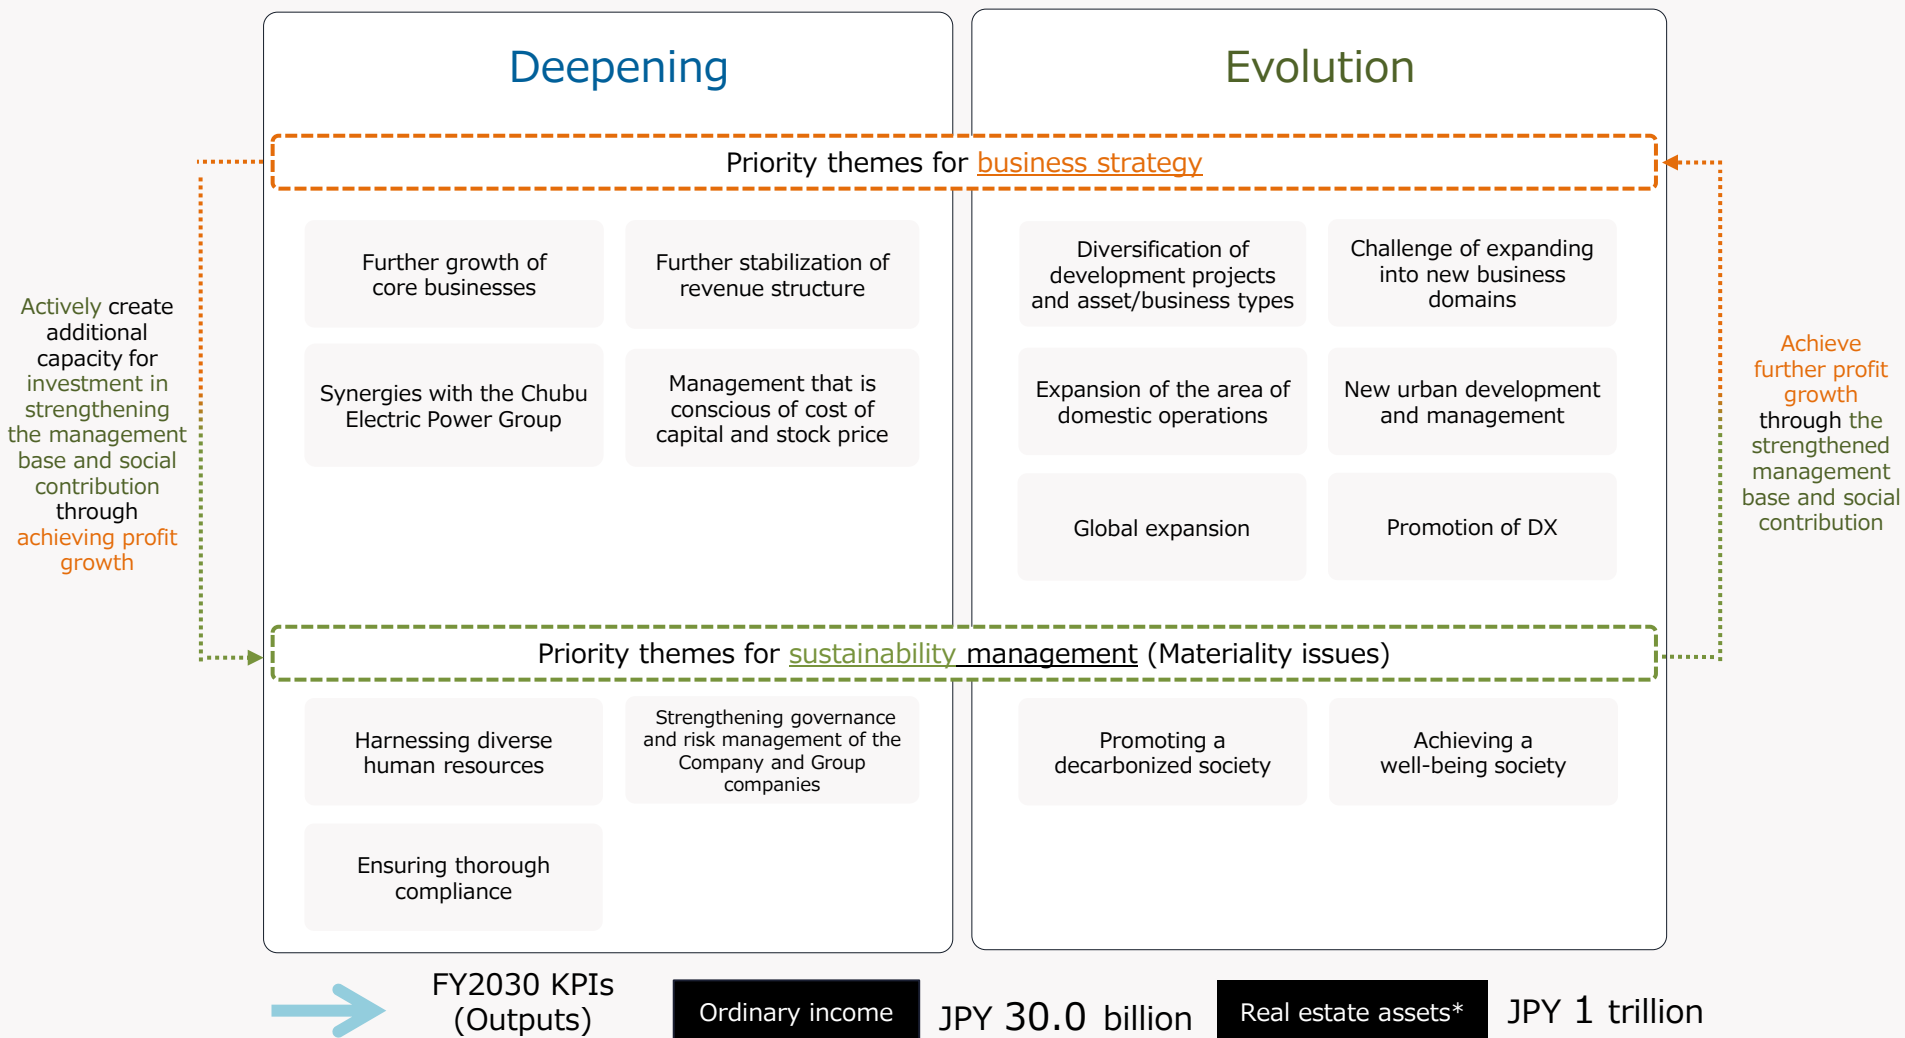 Deepening
Evolution
Priority themes for business strategy
Further growth of
core businesses
Further stabilization of
revenue structure
Synergies with the Chubu
Electric Power Group
Management that is
conscious of cost of
capital and stock price
Diversification of
development projects
and asset/business types
Challenge of expanding
into new business
domains
Expansion of the area of
domestic operations
New urban development
and management
Global expansion
Promotion of DX
Actively create
additional
capacity for
investment in
strengthening
the management
base and social
contribution
through
achieving profit
growth
Achieve
further profit
growth
through the
strengthened
management
base and social
contribution
Priority themes for sustainability management (Materiality issues)
Harnessing diverse
human resources
Strengthening governance
and risk management of the
Company and Group
companies
Ensuring thorough
compliance
Promoting a
decarbonized society
Achieving a
well-being society
FY2030 KPIs
(Outputs)
Ordinary income
JPY 30.0 billion
Real estate assets*
JPY 1 trillion